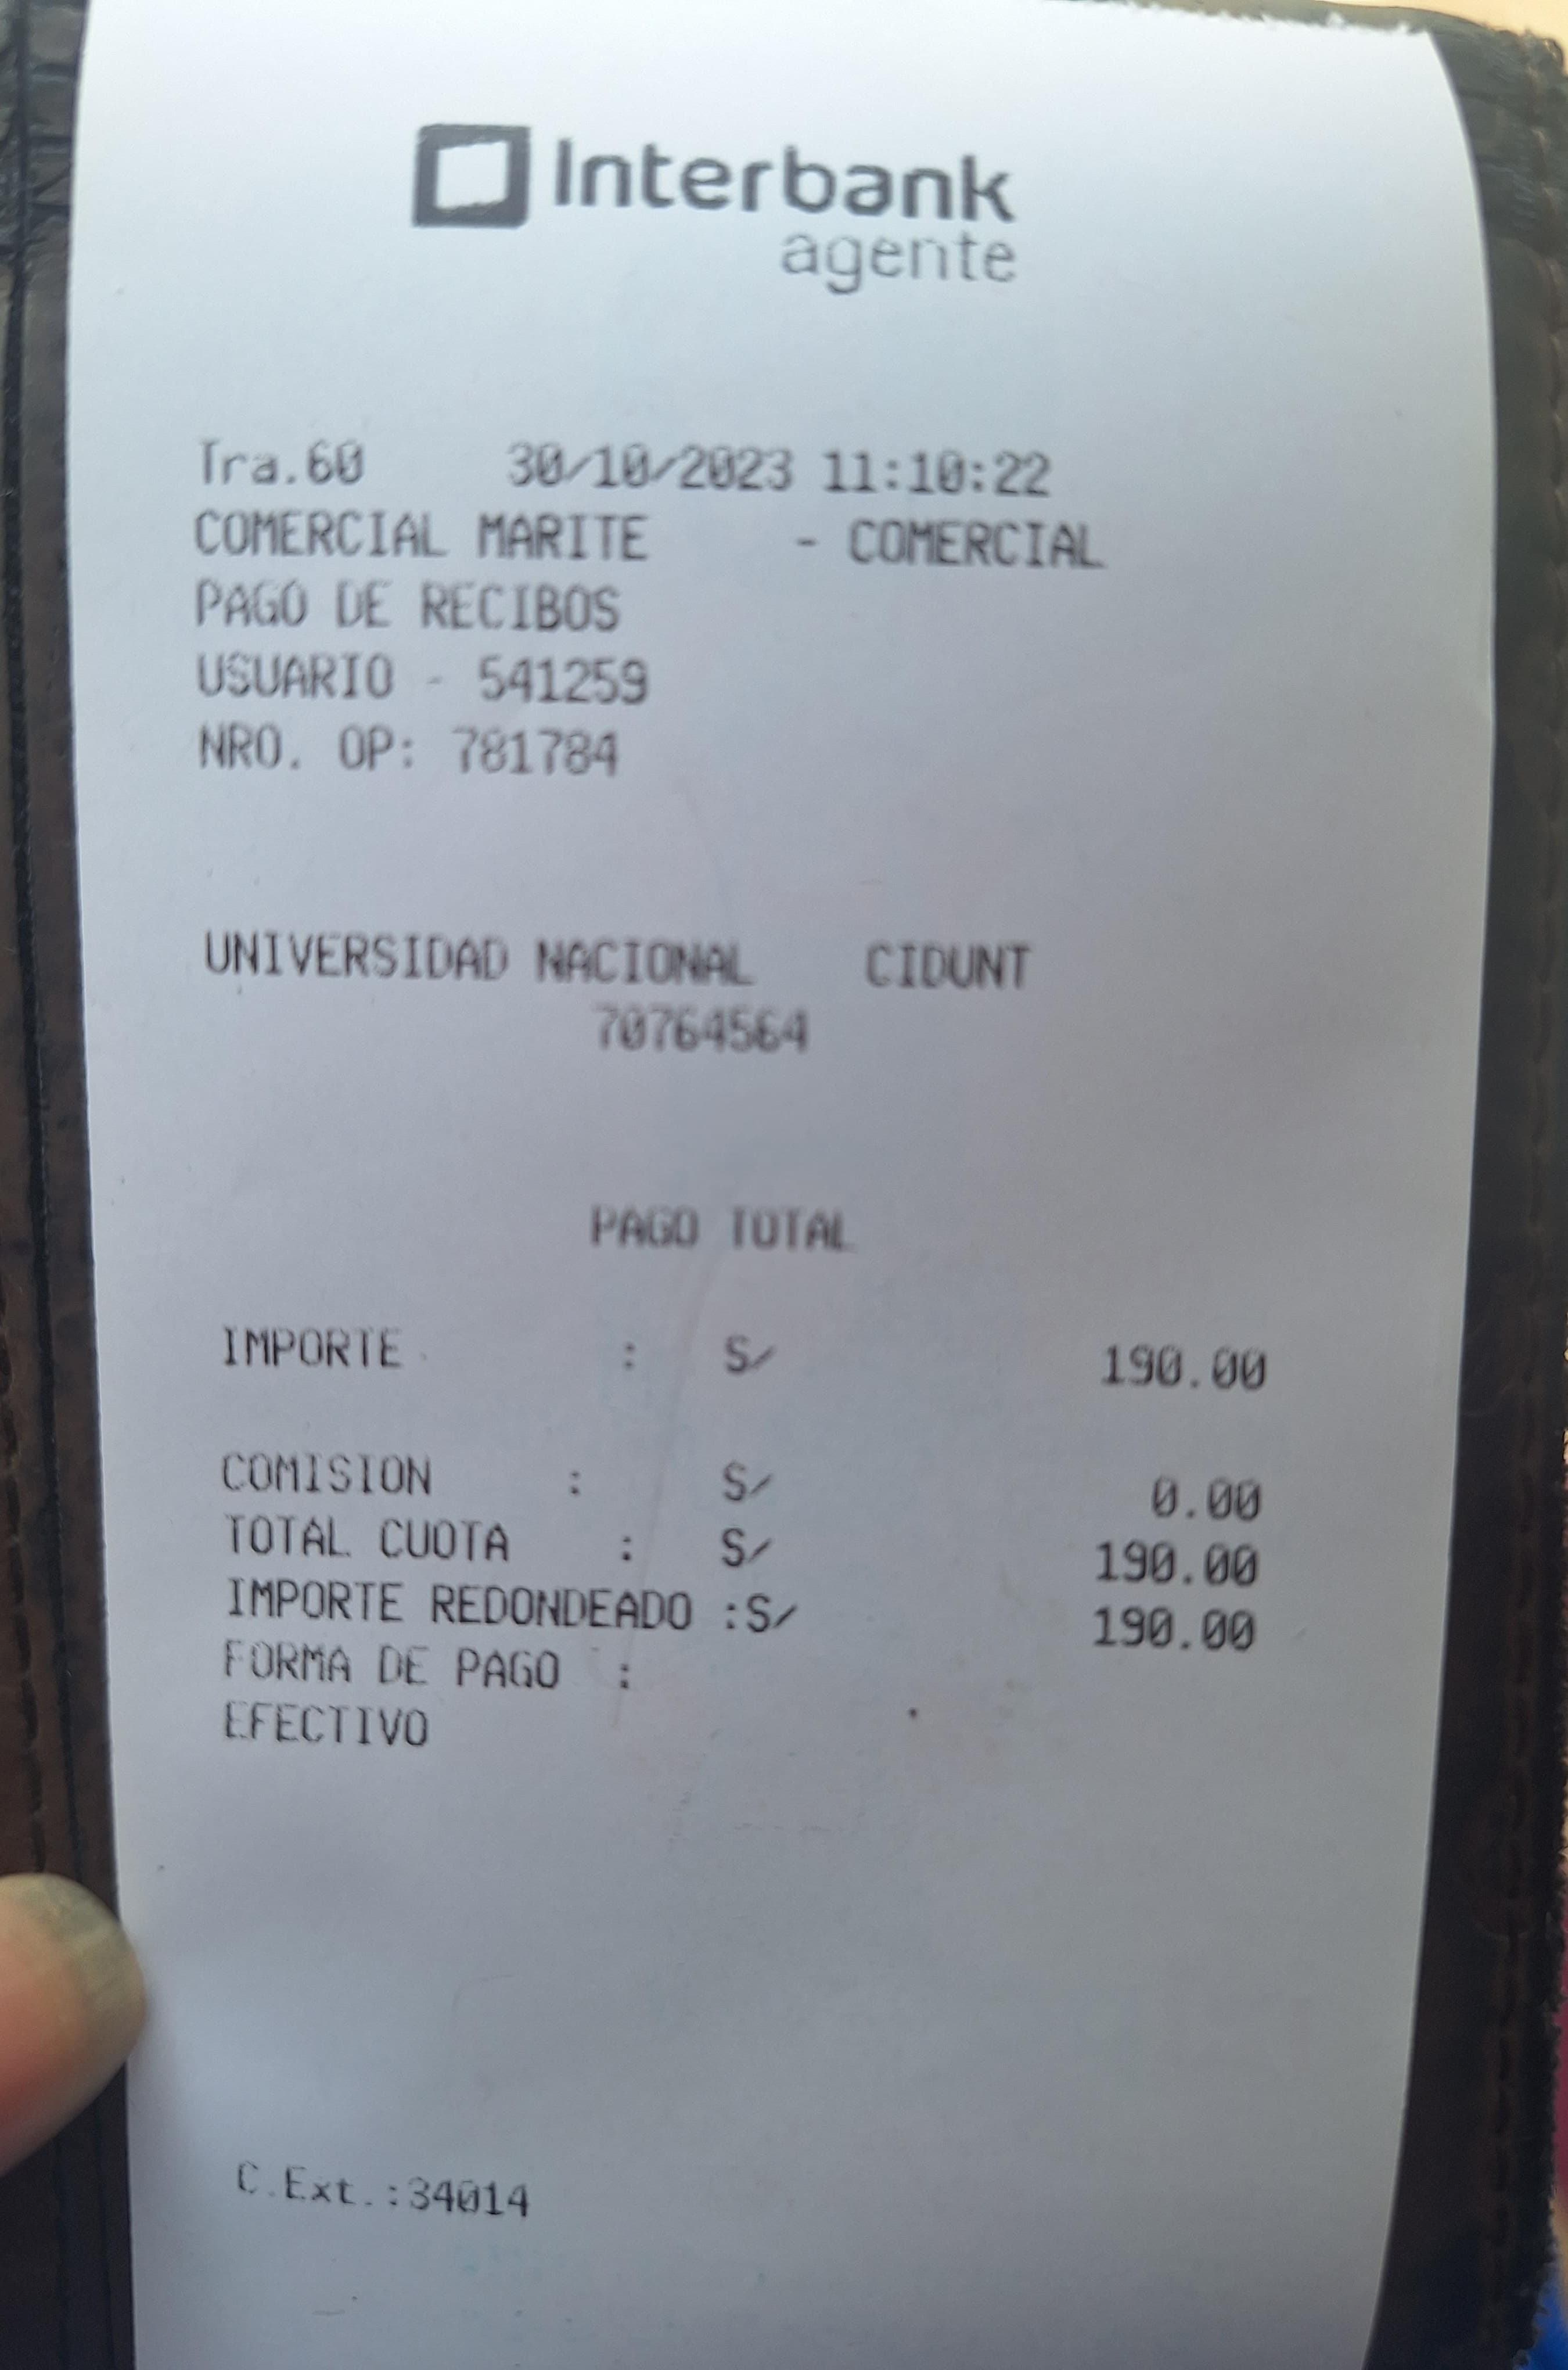 Interbank
agente
Tra.60 30/10/2023 11:10:22
COMERCIAL MARITE - COMERCIAL
PAGO DE RECIBOS
USUARIO - 541259
NRO. OP: 781784
UNIVERSIDAD NACIONAL CIDUNT
70764564
PAGO TOTAL
IMPORTE : S/ 190.00
COMISION : S/ 0.00
TOTAL CUOTA : S/ 190.00
IMPORTE REDONDEADO :S/ 190.00
FORMA DE PAGO :
EFECTIVO
C.Ext.:34014